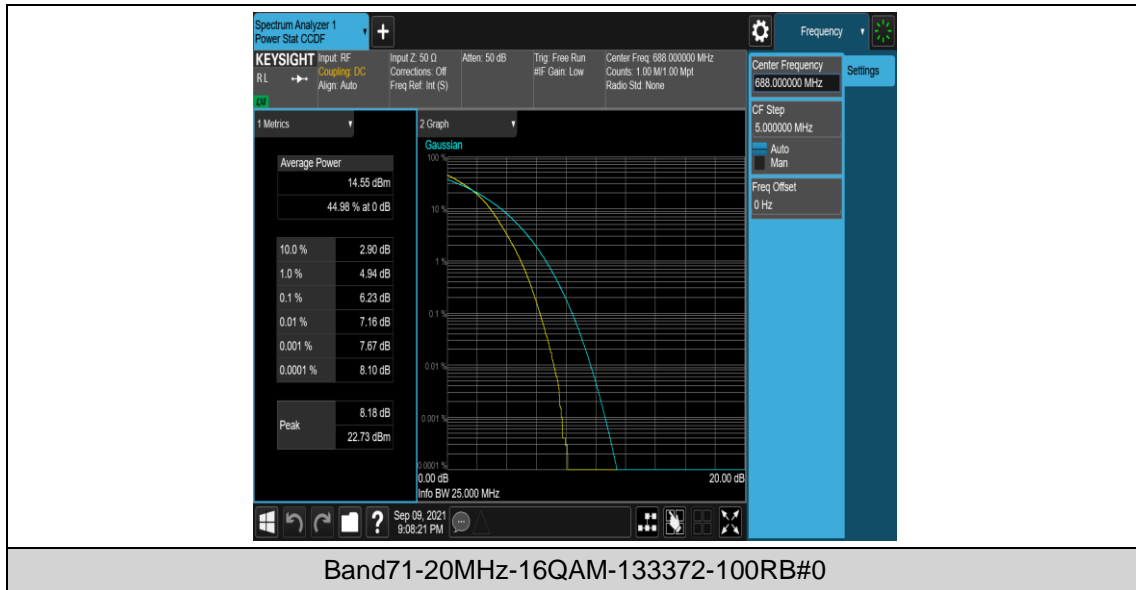 Spectrum Analyzer 1
Power Stat CCDF
+
Frequency
KEYSIGHT
RL
LXI
Input: RF
Coupling: DC
Align: Auto
Input Z: 50 Ω
Corrections: Off
Freq Ref: Int (S)
Atten: 50 dB
Trig: Free Run
#IF Gain: Low
Center Freq: 688.000000 MHz
Counts: 1.00 M/1.00 Mpt
Radio Std: None
Center Frequency
688.000000 MHz
Settings
CF Step
5.000000 MHz
Auto
Man
Freq Offset
0 Hz
1 Metrics
Average Power
14.55 dBm
44.98 % at 0 dB
10.0 % 2.90 dB
1.0 % 4.94 dB
0.1 % 6.23 dB
0.01 % 7.16 dB
0.001 % 7.67 dB
0.0001 % 8.10 dB
Peak
8.18 dB
22.73 dBm
2 Graph
Gaussian
100 %
10 %
1 %
0.1 %
0.01 %
0.001 %
0.0001 %
0.00 dB 20.00 dB
Info BW 25.000 MHz
?
Sep 09, 2021
9:08:21 PM
Band71-20MHz-16QAM-133372-100RB#0